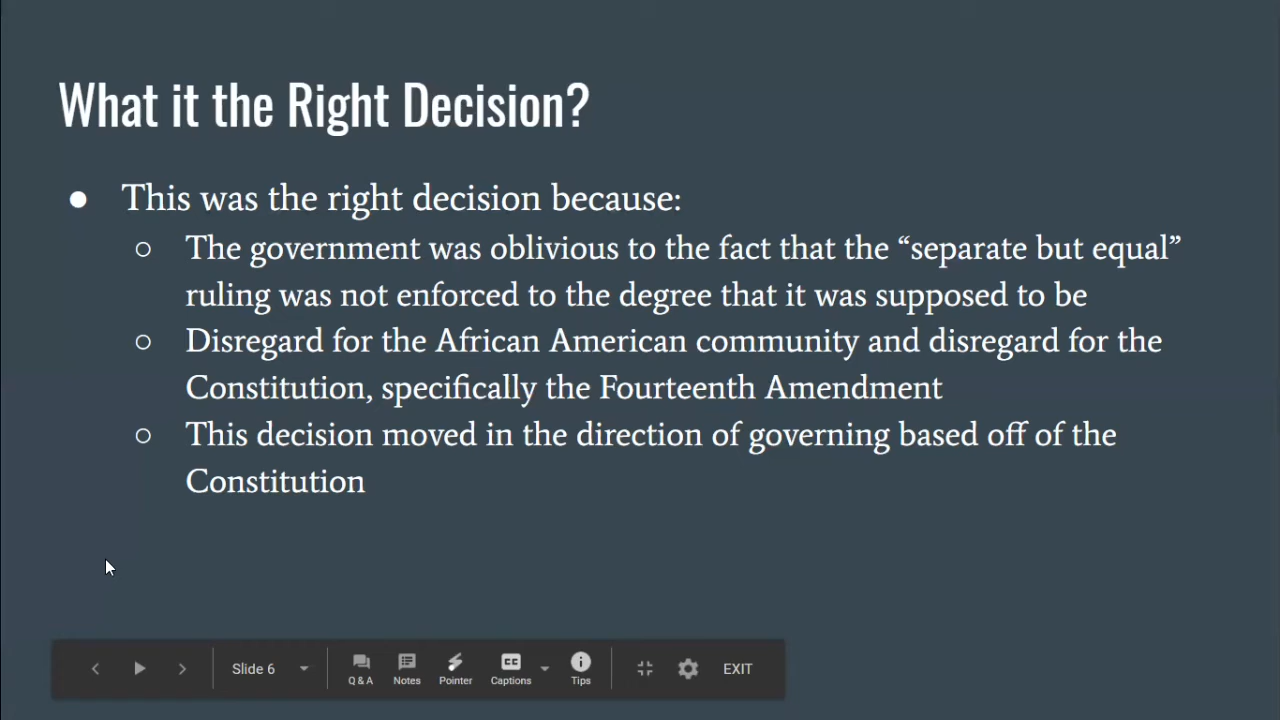 What it the Right Decision?
● This was the right decision because:
○ The government was oblivious to the fact that the “separate but equal”
ruling was not enforced to the degree that it was supposed to be
○ Disregard for the African American community and disregard for the
Constitution, specifically the Fourteenth Amendment
○ This decision moved in the direction of governing based off of the
Constitution
Slide 6
Q & A
Notes
Pointer
CC
Captions
Tips
EXIT